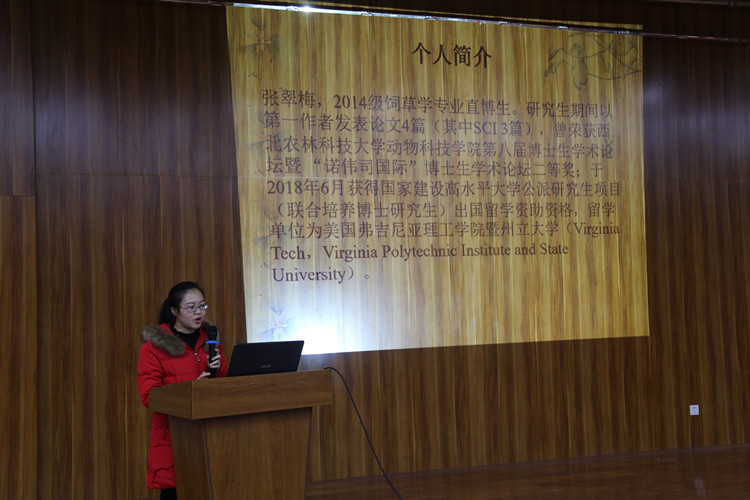 个人简介
张翠梅，2014级饲草学专业直博生。研究生期间以
第一作者发表论文4篇（其中SCI 3篇），曾荣获西
北农林科技大学动物科技学院第八届博士生学术论
坛暨 “诺伟司国际”博士生学术论坛二等奖；于
2018年6月获得国家建设高水平大学公派研究生项目
（联合培养博士研究生）出国留学资助资格，留学
单位为美国弗吉尼亚理工学院暨州立大学（Virginia
Tech，Virginia Polytechnic Institute and State
University）。